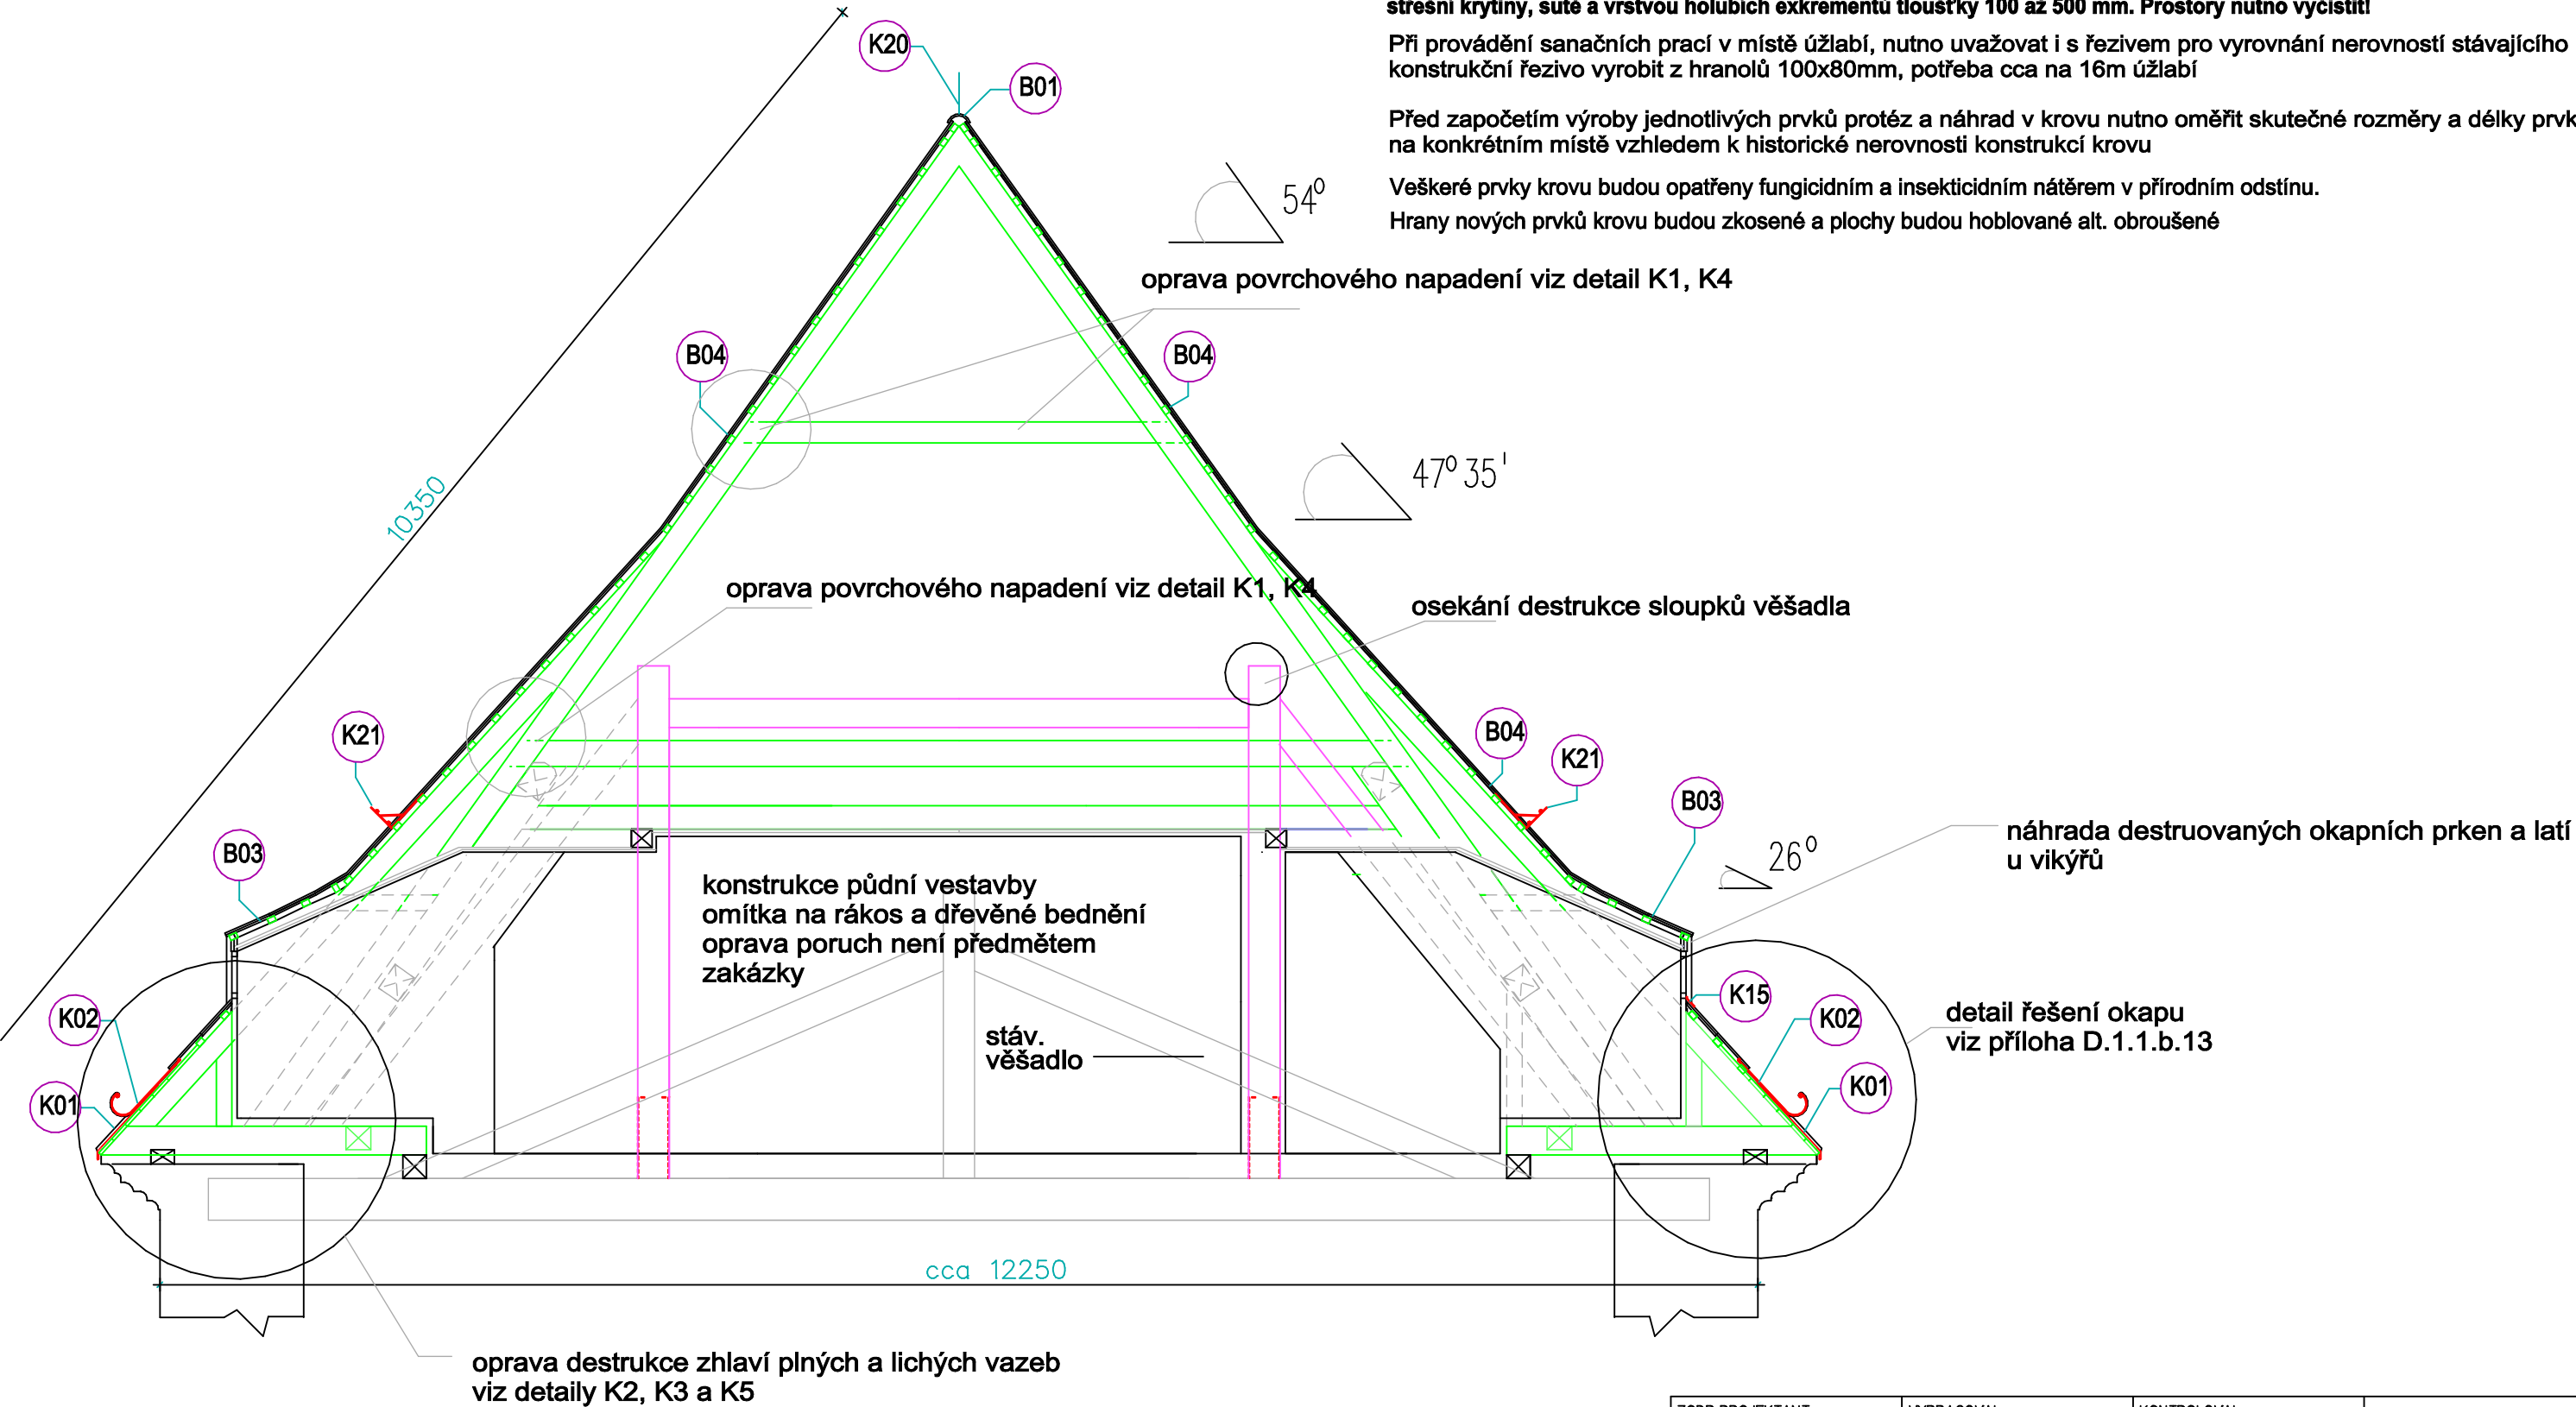 střešní krytiny, sutě a vrstvou holubích exkrementů tloušťky 100 až 500 mm. Prostory nutno vyčistit!
Při provádění sanačních prací v místě úžlabí, nutno uvažovat i s řezivem pro vyrovnání nerovností stávajícího
konstrukční řezivo vyrobit z hranolů 100x80mm, potřeba cca na 16m úžlabí
Před započetím výroby jednotlivých prvků protéz a náhrad v krovu nutno oměřit skutečné rozměry a délky prvk
na konkrétním místě vzhledem k historické nerovnosti konstrukcí krovu
Veškeré prvky krovu budou opatřeny fungicidním a insekticidním nátěrem v přírodním odstínu.
Hrany nových prvků krovu budou zkosené a plochy budou hoblované alt. obroušené
K20
B01
54°
oprava povrchového napadení viz detail K1, K4
B04
B04
47° 35'
10350
oprava povrchového napadení viz detail K1, K4
osekání destrukce sloupků věšadla
K21
B04
K21
B03
B03
26°
náhrada destruovaných okapních prken a latí
u vikýřů
konstrukce půdní vestavby
omítka na rákos a dřevěné bednění
oprava poruch není předmětem
zakázky
stáv.
věšadlo
K15
K02
K02
K01
K01
detail řešení okapu
viz příloha D.1.1.b.13
cca 12250
oprava destrukce zhlaví plných a lichých vazeb
viz detaily K2, K3 a K5